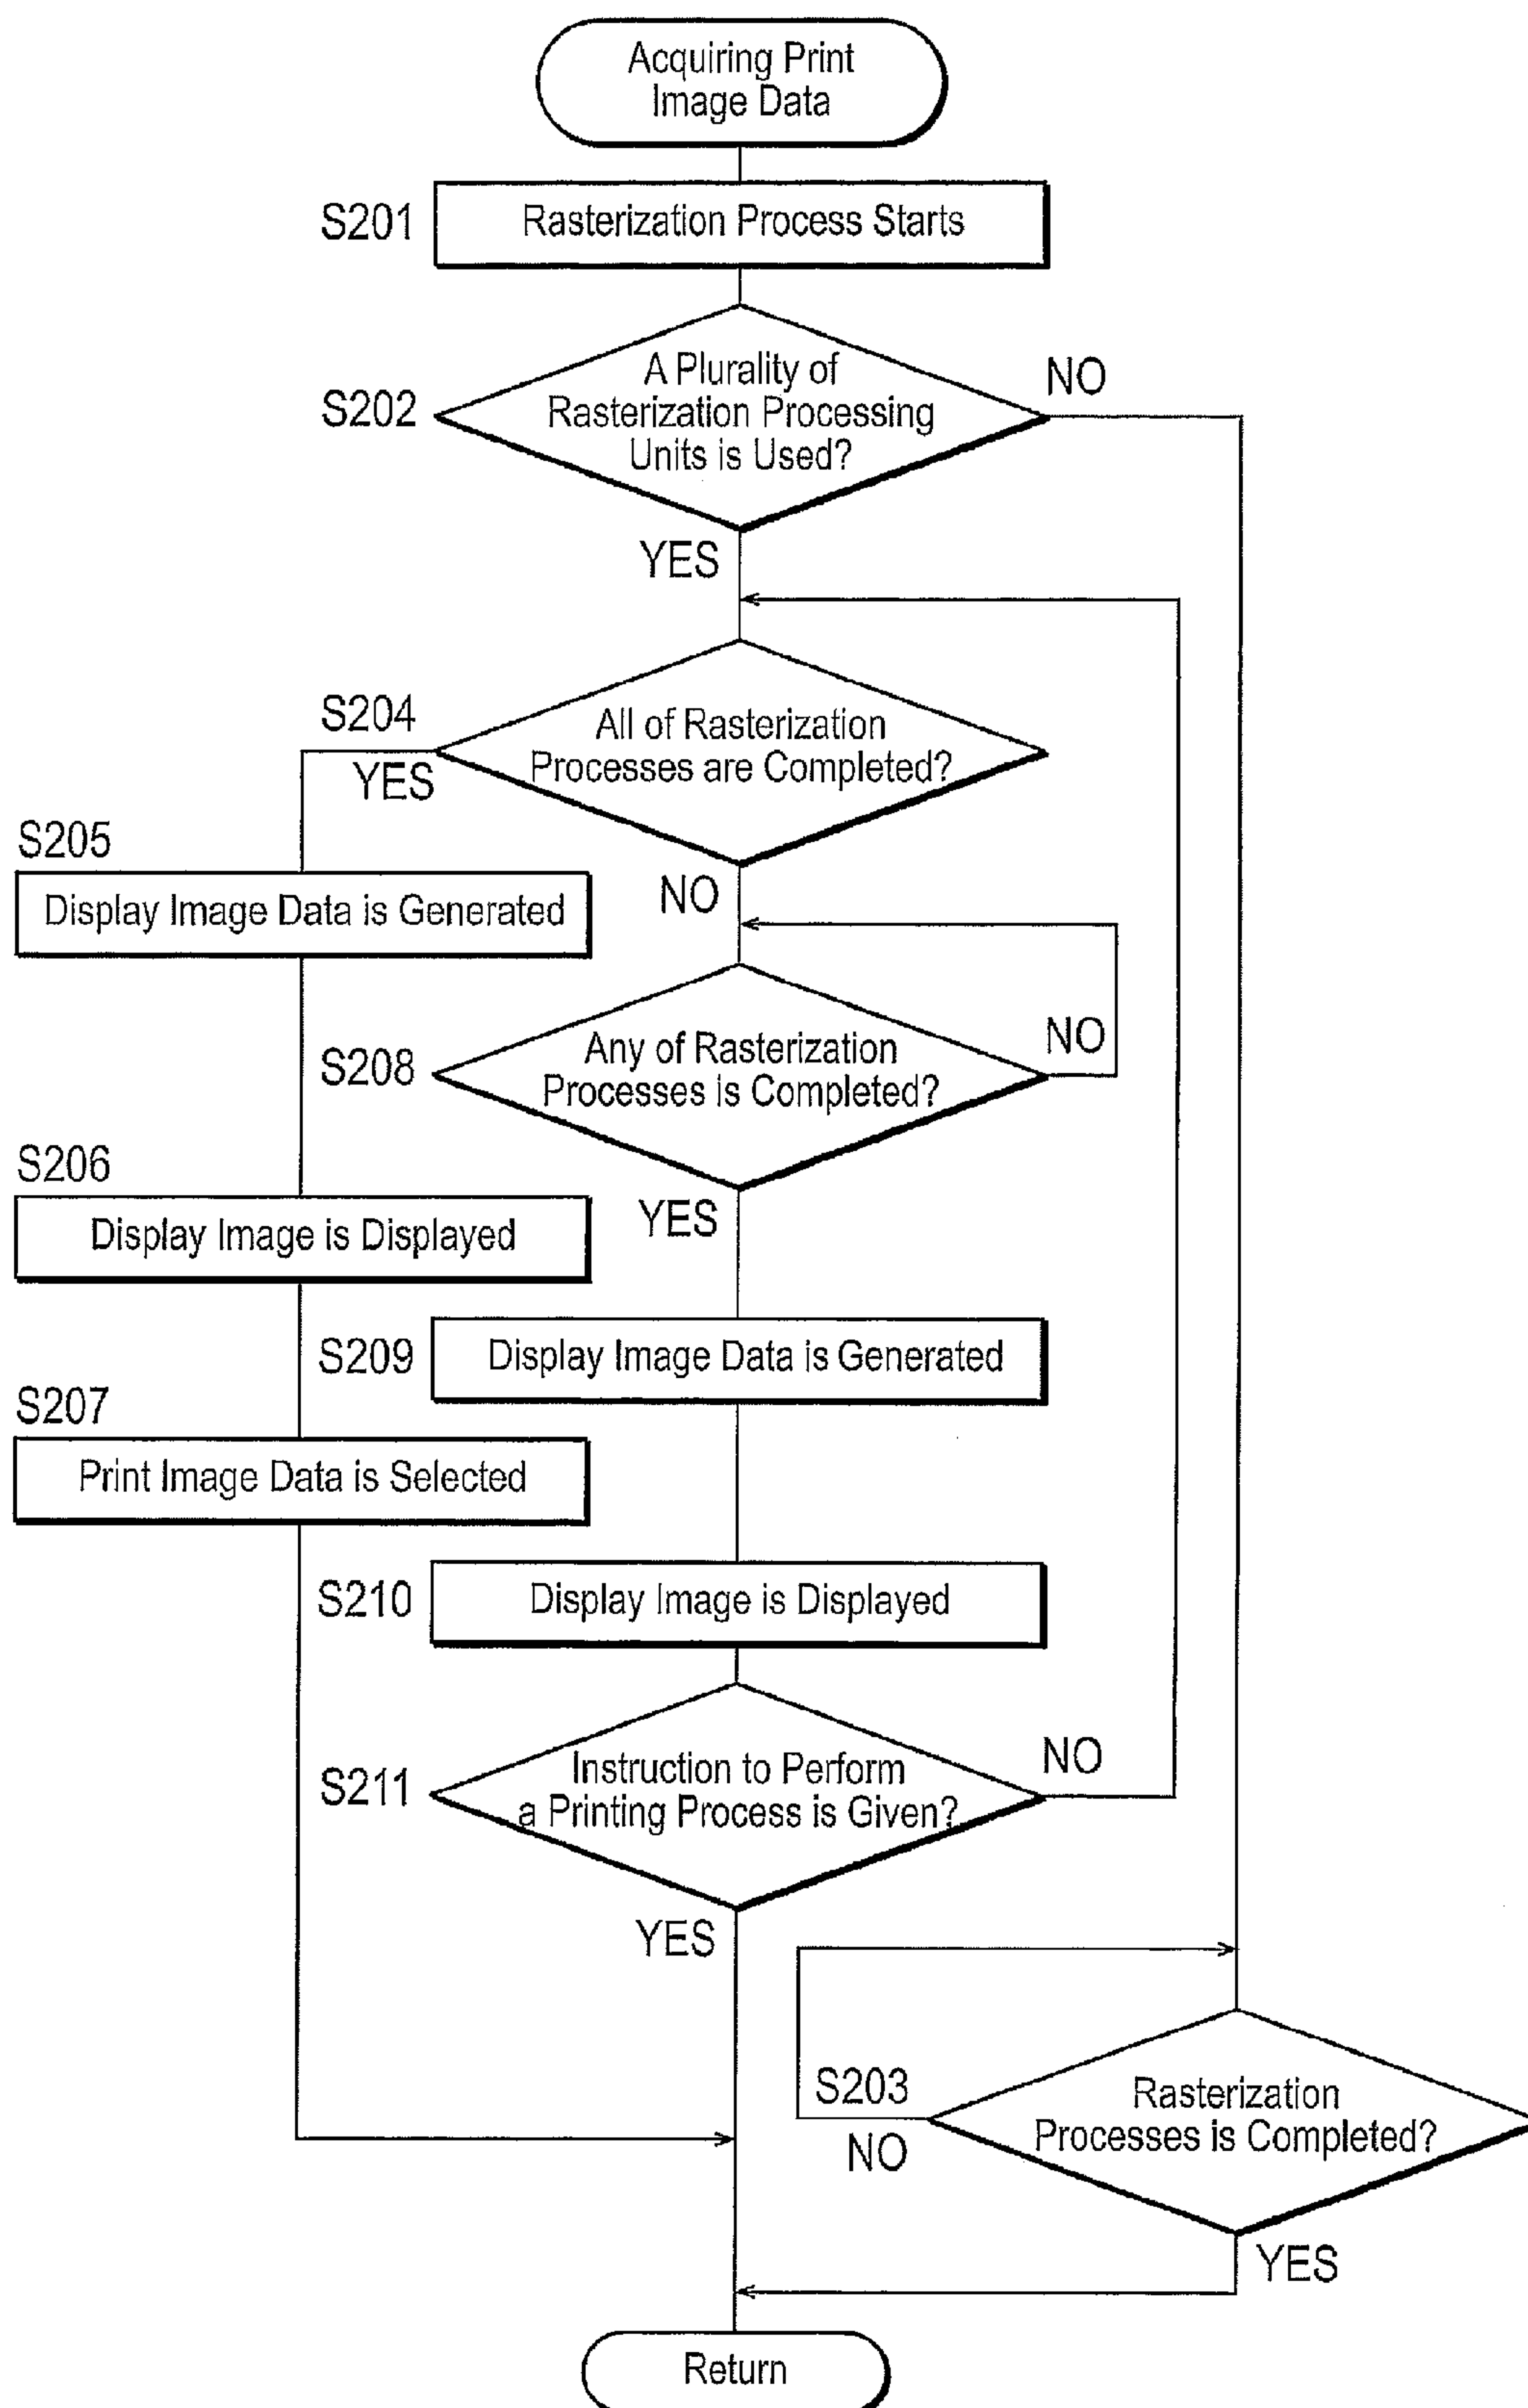 Acquiring Print
Image Data
S201
Rasterization Process Starts
S202
A Plurality of
Rasterization Processing
Units is Used?
NO
YES
S204
All of Rasterization
Processes are Completed?
YES
NO
S205
Display Image Data is Generated
S208
Any of Rasterization
Processes is Completed?
NO
YES
S206
Display Image is Displayed
S209
Display Image Data is Generated
S207
Print Image Data is Selected
S210
Display Image is Displayed
S211
Instruction to Perform
a Printing Process is Given?
NO
YES
S203
Rasterization
Processes is Completed?
NO
YES
Return